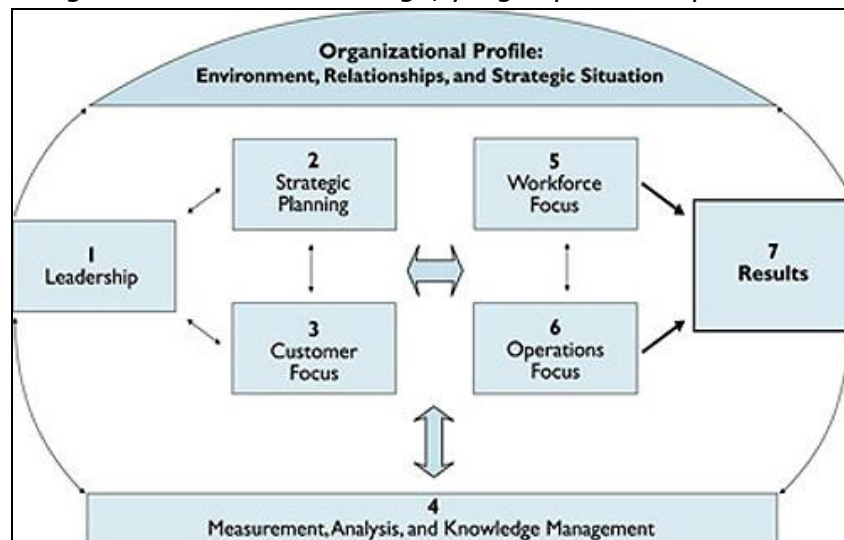 Organizational Profile:
Environment, Relationships, and Strategic Situation
2
Strategic
Planning
5
Workforce
Focus
1
Leadership
7
Results
3
Customer
Focus
6
Operations
Focus
4
Measurement, Analysis, and Knowledge Management